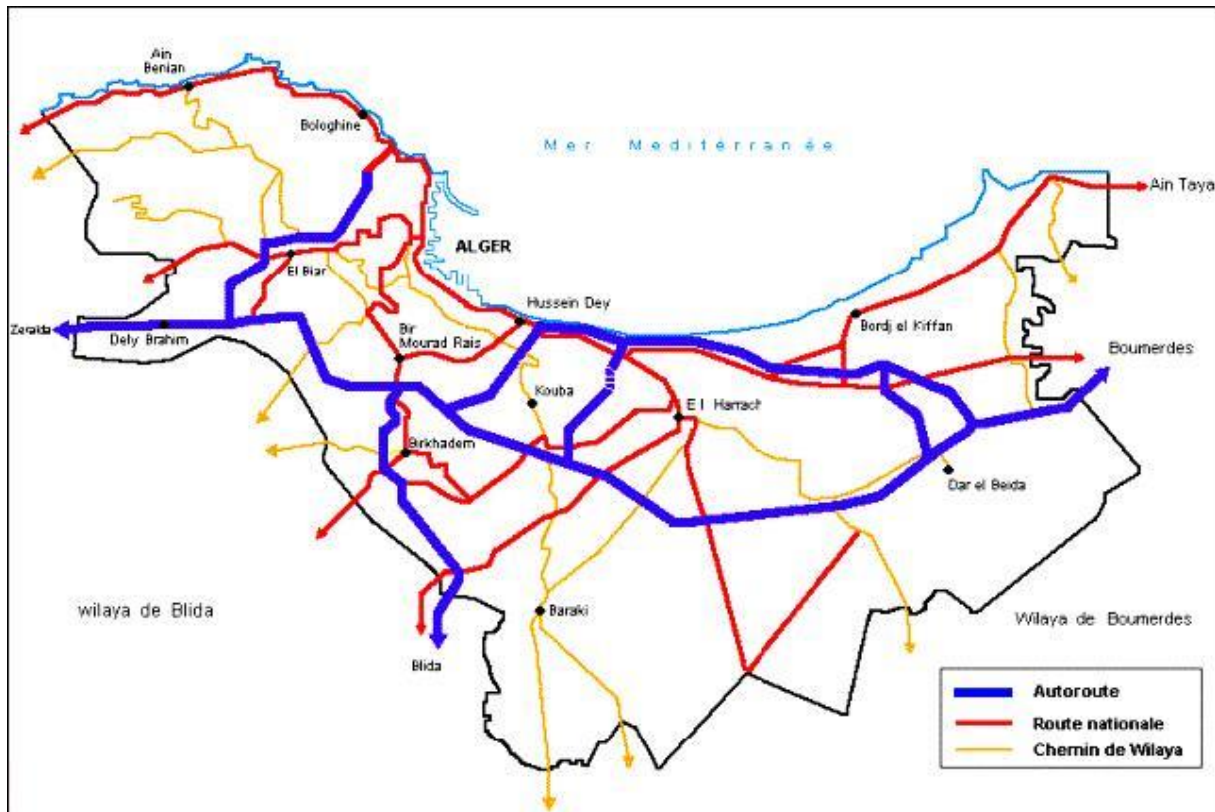 Ain
Benian
Bologhine
Mer Meditérranée
Ain Taya
ALGER
El Biar
Hussein Dey
Zeralda
Dely Brahim
Bir
Mourad Rais
Bordj el Kiffan
Boumerdes
Kouba
El Harrach
Birkhadem
Dar el Beida
wilaya de Blida
Baraki
Wilaya de Boumerdes
Blida
Autoroute
Route nationale
Chemin de Wilaya